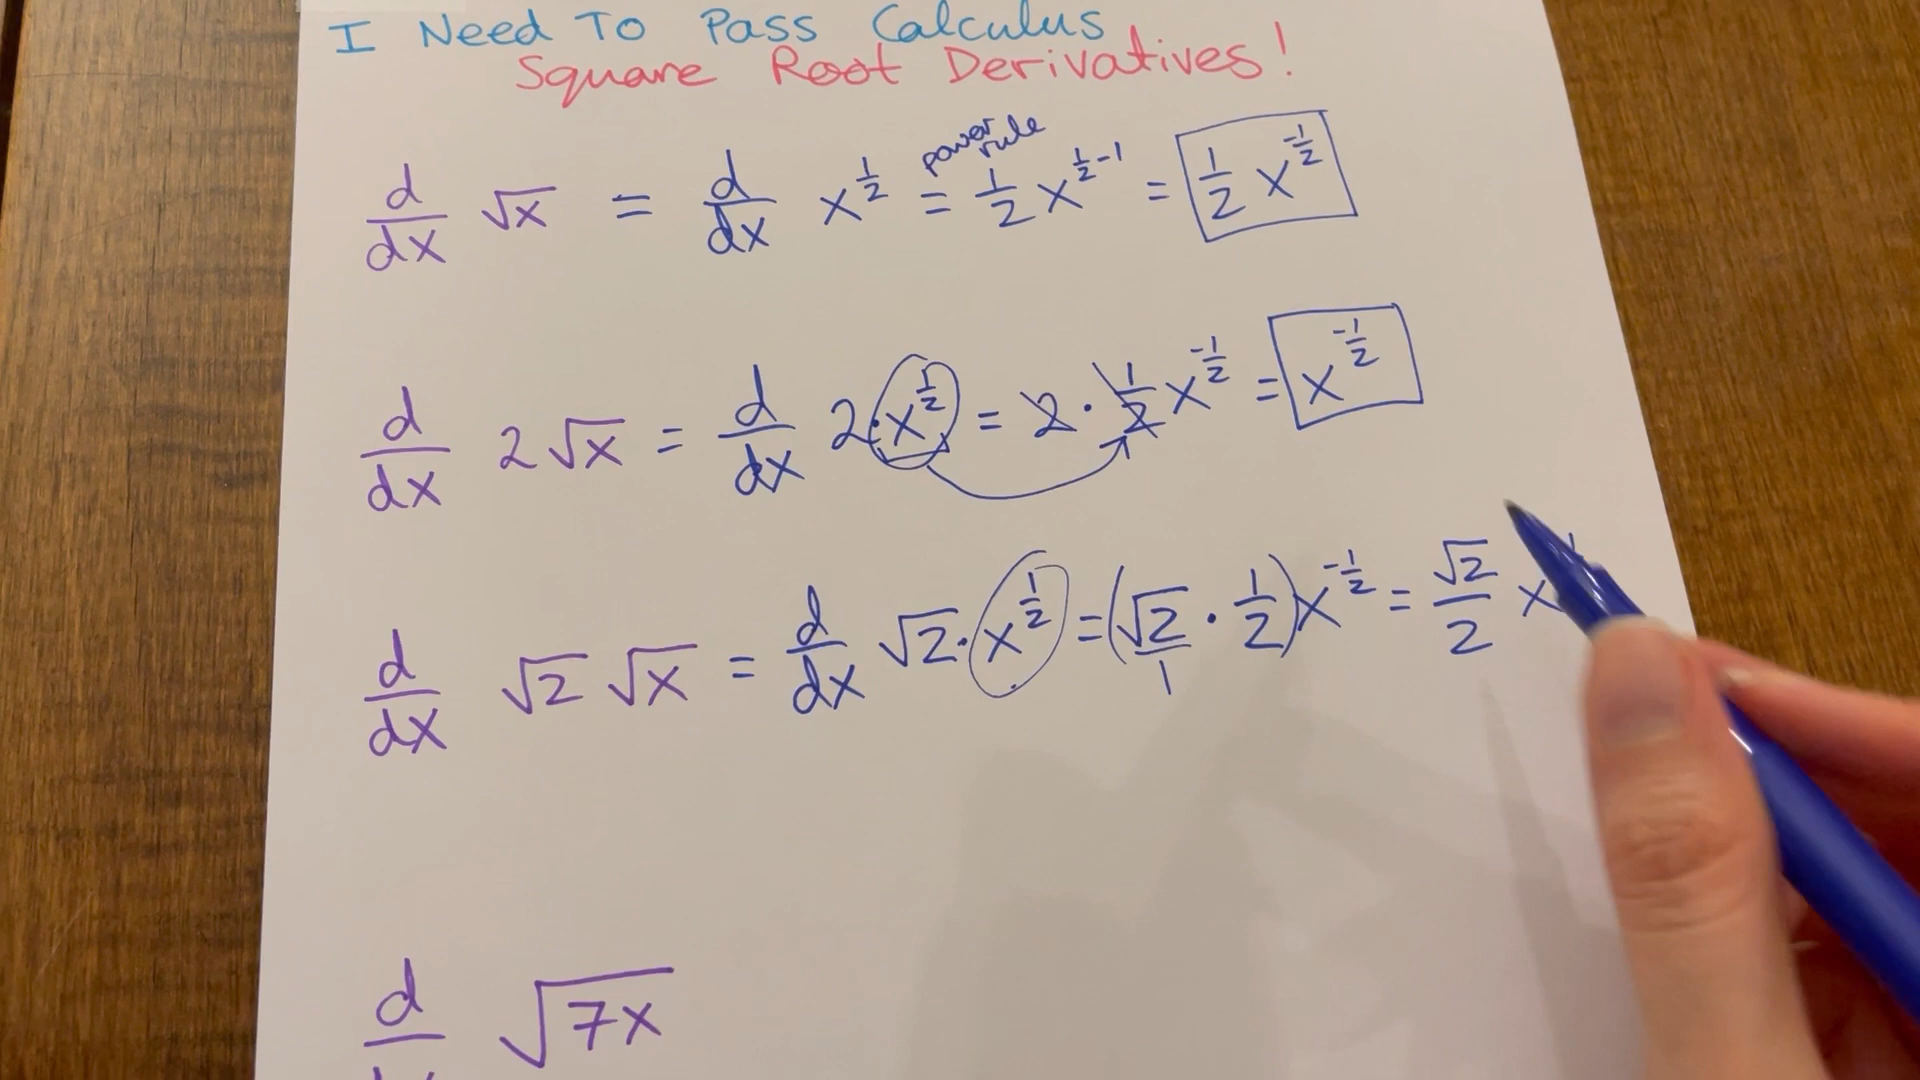 I Need To Pass Calculus
Square Root Derivatives!
d/dx √x = d/dx x^(1/2) = power rule 1/2 x^(1/2-1) = 1/2 x^(-1/2)
d/dx 2√x = d/dx 2·x^(1/2) = 2·1/2 x^(-1/2) = x^(-1/2)
d/dx √2 √x = d/dx √2·x^(1/2) = (√2/1 · 1/2)x^(-1/2) = √2/2 x
d/ √7x